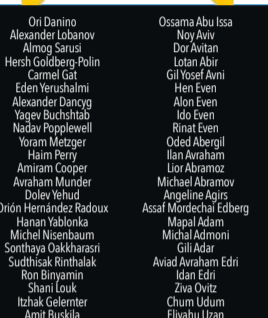 Ori Danino
Alexander Lobanov
Almog Sarusi
Hersh Goldberg-Polin
Carmel Gat
Eden Yerushalmi
Alexander Dancyg
Yagev Buchshtab
Nadav Popplewell
Yoram Metzger
Haim Perry
Amiram Cooper
Avraham Munder
Dolev Yehud
Orión Hernández Radoux
Hanan Yablonka
Michel Nisenbaum
Sonthaya Oakkharasri
Sudthisak Rinthalak
Ron Binyamin
Shani Louk
Itzhak Gelernter
Amit Buskila
Ossama Abu Issa
Noy Aviv
Dor Avitan
Lotan Abir
Gil Yosef Avni
Hen Even
Alon Even
Ido Even
Rinat Even
Oded Abergil
Ilan Avraham
Lior Abramoz
Michael Abramov
Angeline Agirs
Assaf Mordechai Edberg
Mapal Adam
Michal Admoni
Gili Adar
Aviad Avraham Edri
Idan Edri
Ziva Ovitz
Chum Udum
Eliyahu Uzan